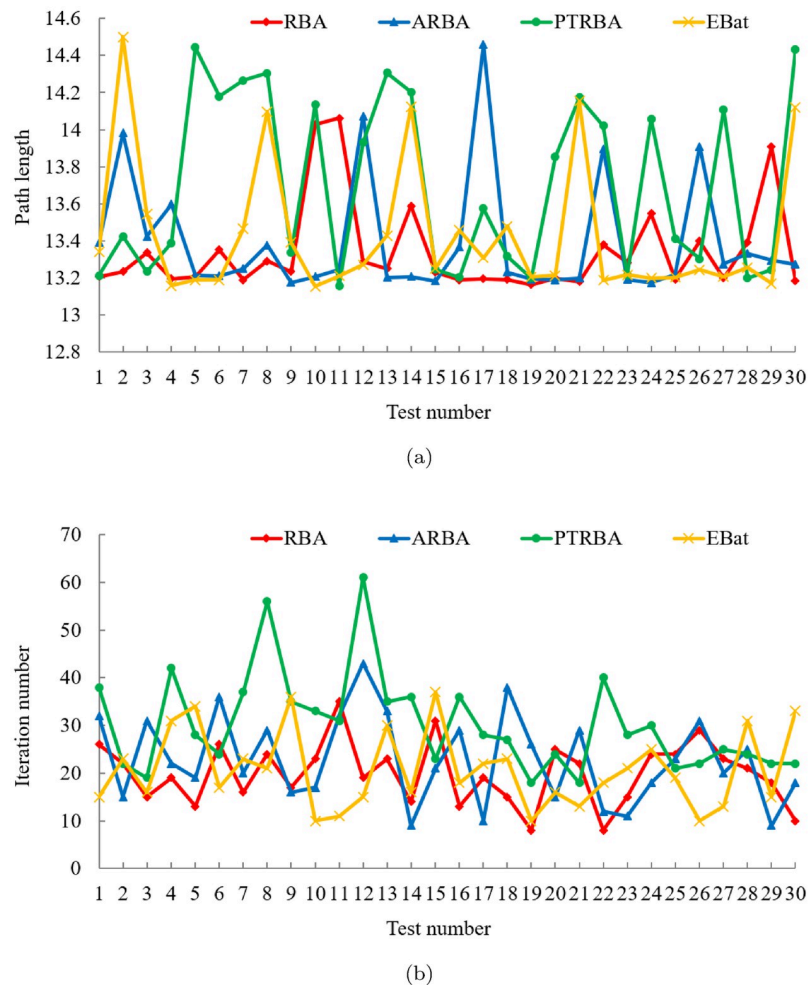 RBA ARBA PTRBA EBat
14.6
14.4
14.2
14
13.8
13.6
13.4
13.2
13
12.8
Path length
1 2 3 4 5 6 7 8 9 10 11 12 13 14 15 16 17 18 19 20 21 22 23 24 25 26 27 28 29 30
Test number
(a)
RBA ARBA PTRBA EBat
70
60
50
40
30
20
10
0
Iteration number
1 2 3 4 5 6 7 8 9 10 11 12 13 14 15 16 17 18 19 20 21 22 23 24 25 26 27 28 29 30
Test number
(b)